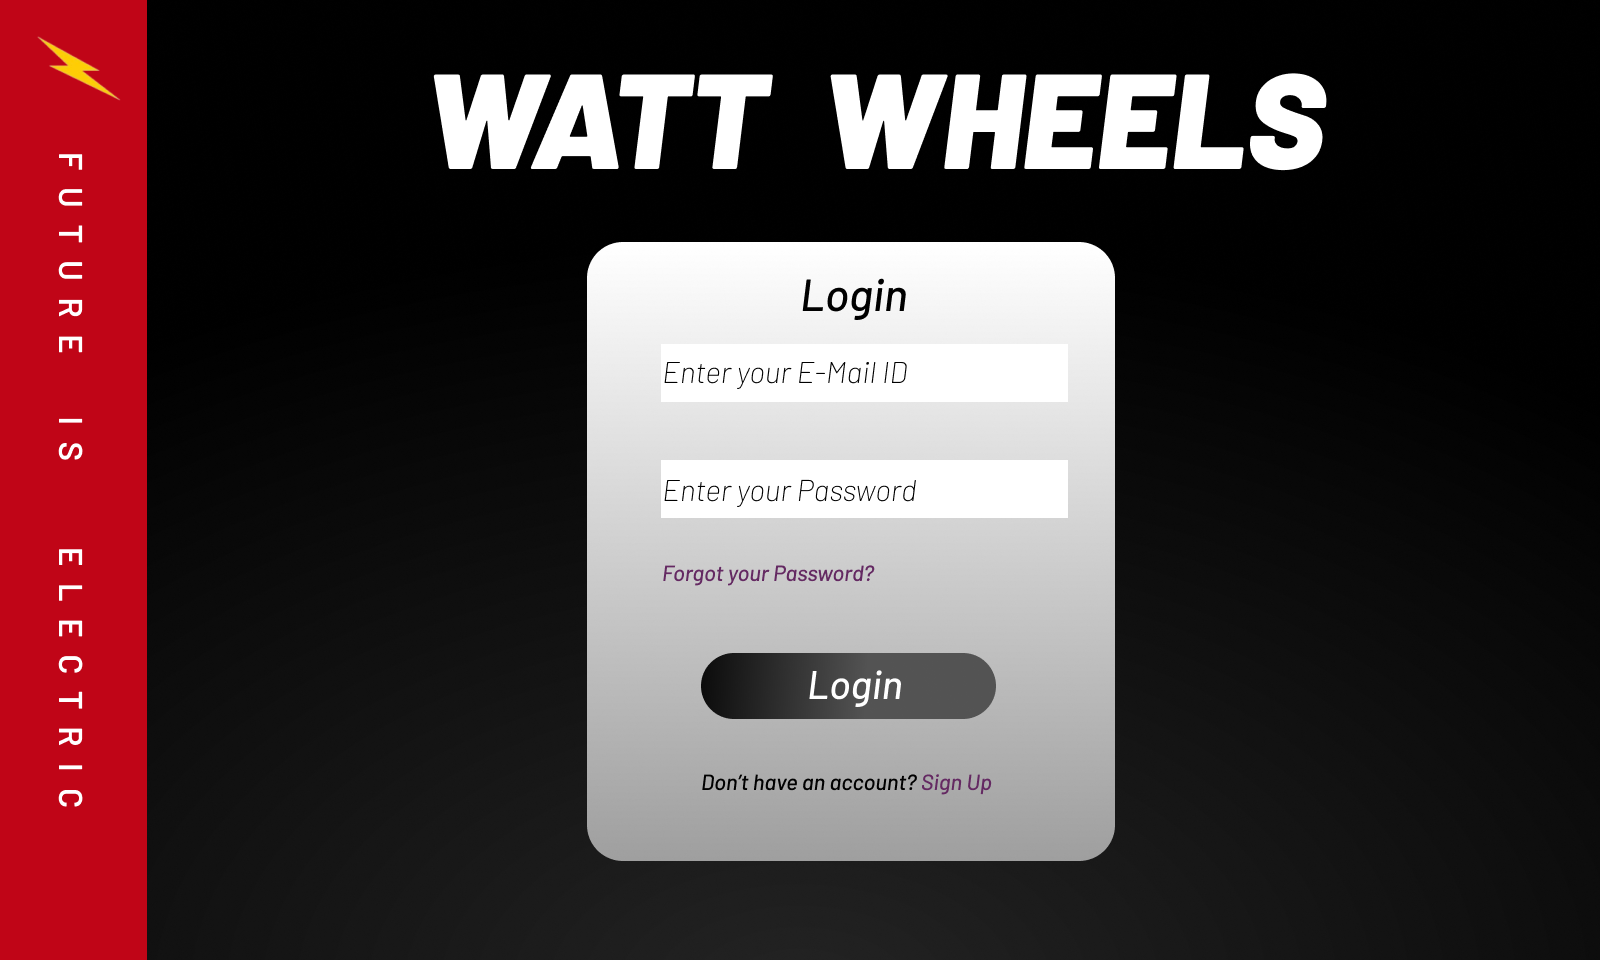 FUTURE IS ELECTRIC
WATT WHEELS
Login
Enter your E-Mail ID
Enter your Password
Forgot your Password?
Login
Don't have an account? Sign Up